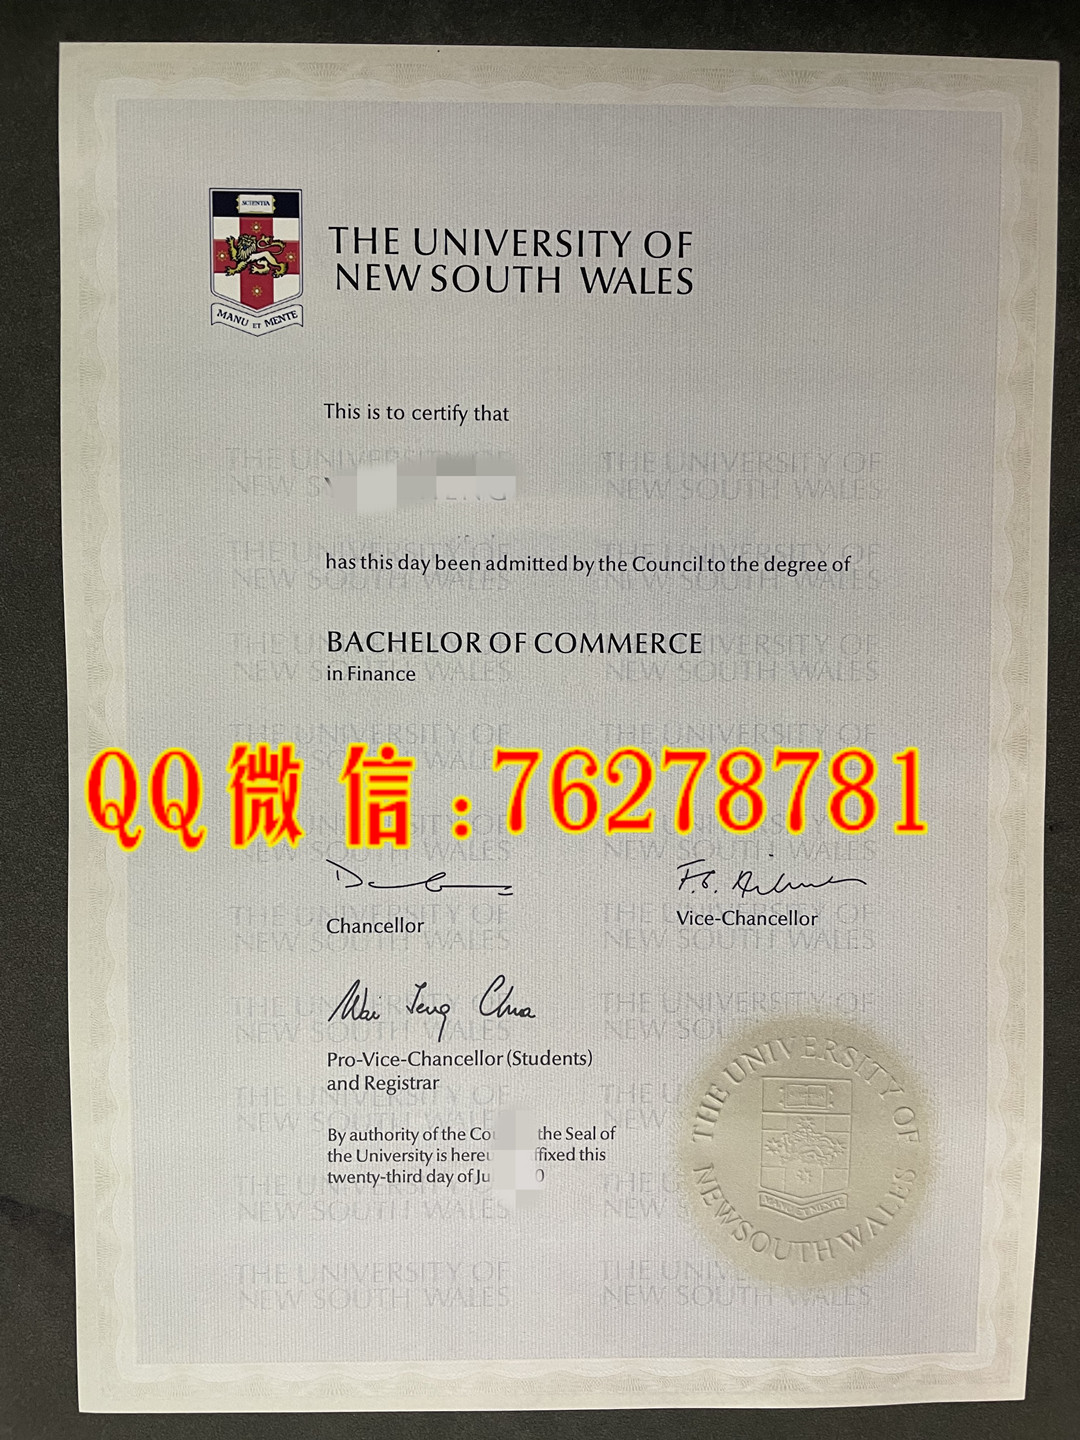 SCIENTIA
MANU ET MENTE
THE UNIVERSITY OF
NEW SOUTH WALES
This is to certify that
has this day been admitted by the Council to the degree of
BACHELOR OF COMMERCE
in Finance
QQ微信:76278781
Chancellor
Vice-Chancellor
Wai Teng Chua
Pro-Vice-Chancellor (Students)
and Registrar
By authority of the the Seal of
the University is this
twenty-third day of
THE UNIVERSITY OF
NEW SOUTH WALES